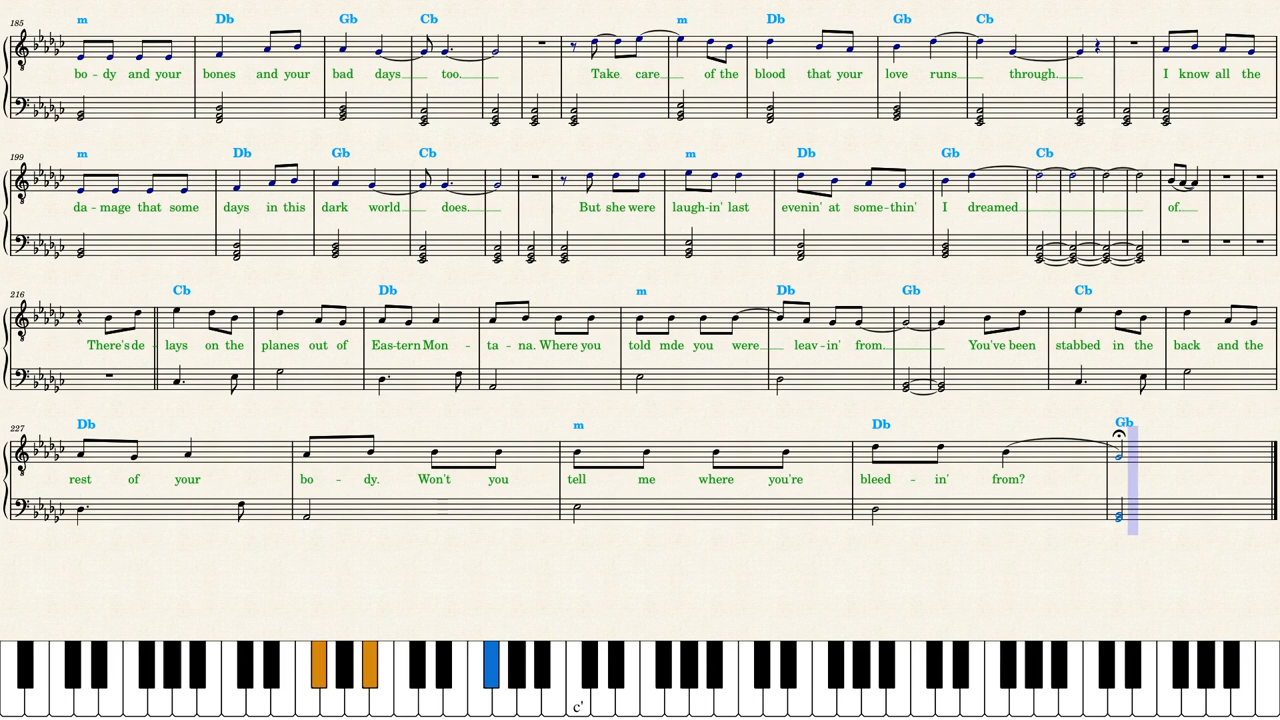 185 m Db Gb Cb m Db Gb Cb
bo - dy and your bones and your bad days too. Take care of the blood that your love runs through. I know all the
199 m Db Gb Cb m Db Gb Cb
da - mage that some days in this dark world does. But she were laugh-in' last evenin' at some-thin' I dreamed of.
216 Cb Db m Db Gb Cb
There's de - lays on the planes out of Eas-tern Mon - ta - na. Where you told mde you were leav-in' from. You've been stabbed in the back and the
227 Db m Db Gb
rest of your bo - dy. Won't you tell me where you're bleed - in' from?
c'